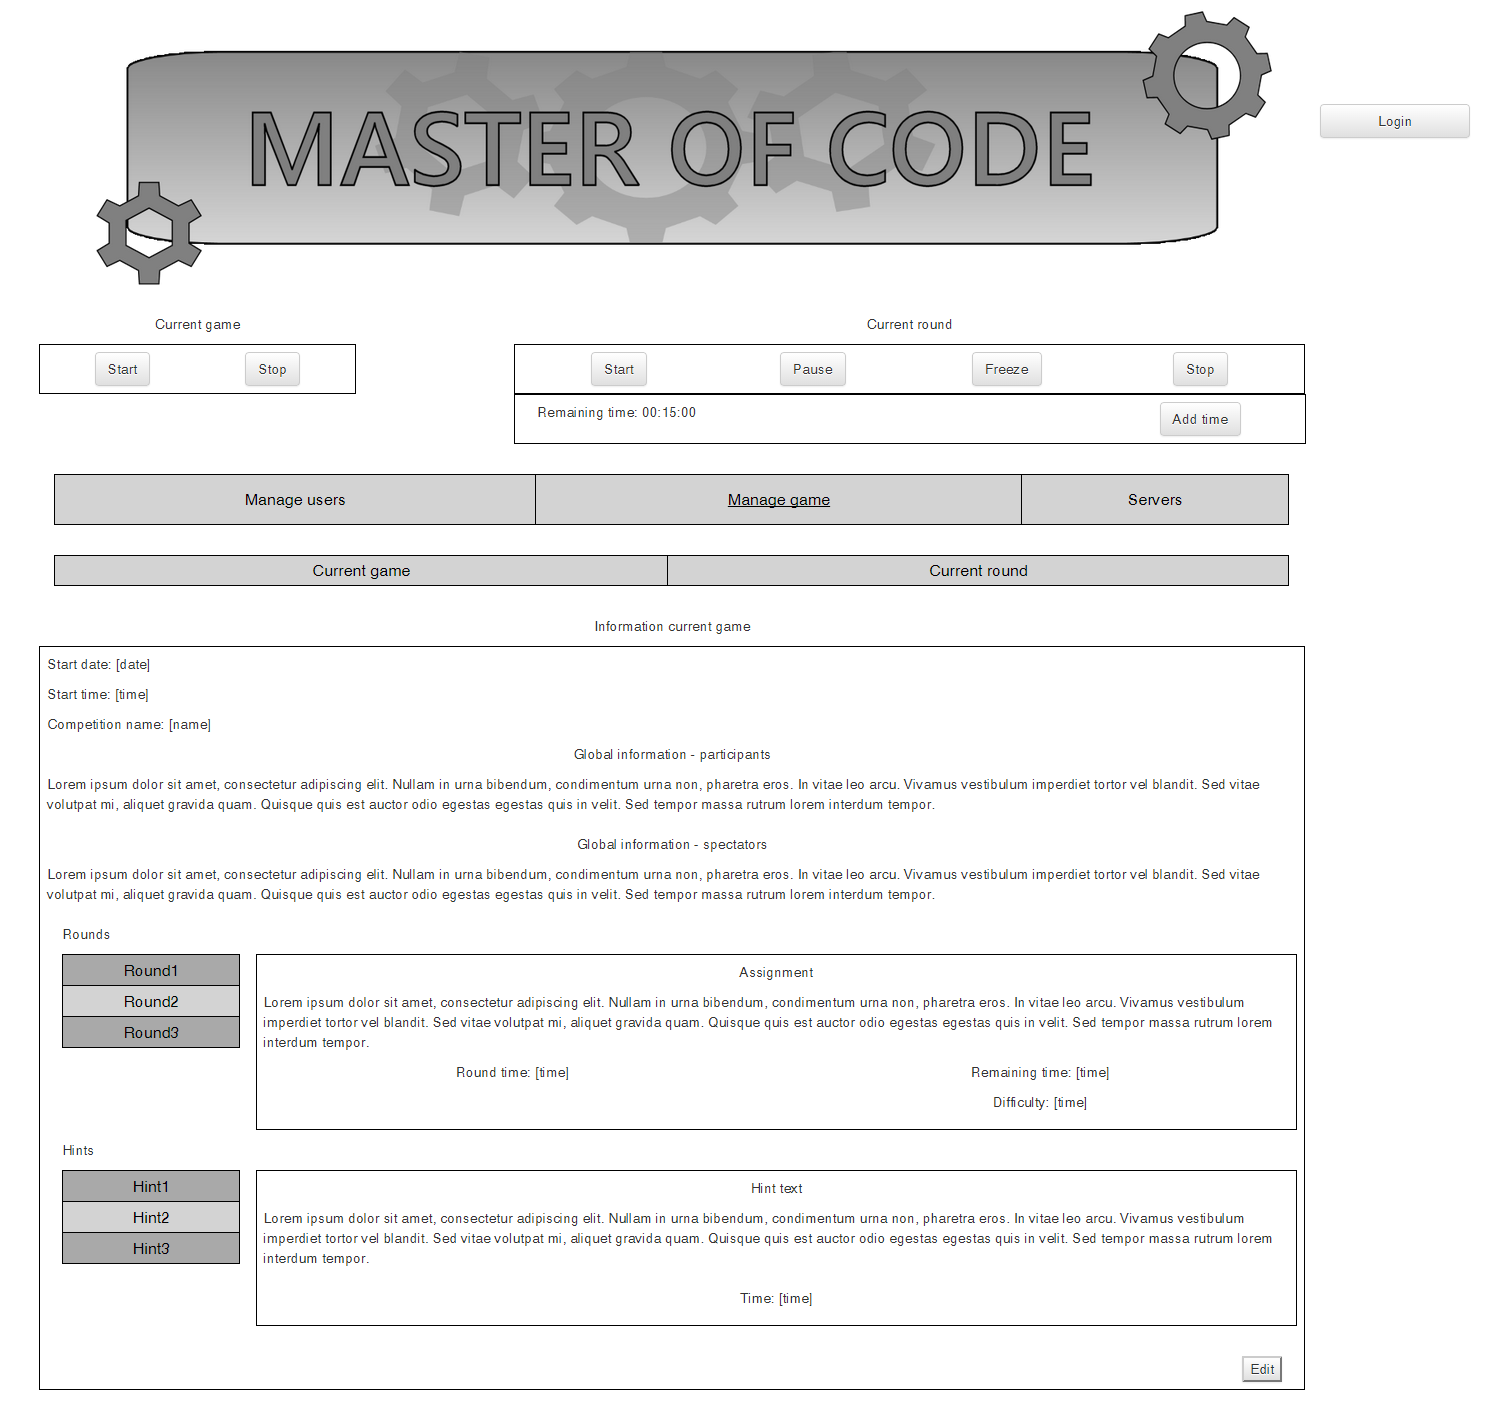 MASTER OF CODE
Login
Current game
Current round
Start
Stop
Start
Pause
Freeze
Stop
Remaining time: 00:15:00
Add time
Manage users
Manage game
Servers
Current game
Current round
Information current game
Start date: [date]
Start time: [time]
Competition name: [name]
Global information - participants
Lorem ipsum dolor sit amet, consectetur adipiscing elit. Nullam in urna bibendum, condimentum urna non, pharetra eros. In vitae leo arcu. Vivamus vestibulum imperdiet tortor vel blandit. Sed vitae
volutpat mi, aliquet gravida quam. Quisque quis est auctor odio egestas egestas quis in velit. Sed tempor massa rutrum lorem interdum tempor.
Global information - spectators
Lorem ipsum dolor sit amet, consectetur adipiscing elit. Nullam in urna bibendum, condimentum urna non, pharetra eros. In vitae leo arcu. Vivamus vestibulum imperdiet tortor vel blandit. Sed vitae
volutpat mi, aliquet gravida quam. Quisque quis est auctor odio egestas egestas quis in velit. Sed tempor massa rutrum lorem interdum tempor.
Rounds
Round1
Round2
Round3
Assignment
Lorem ipsum dolor sit amet, consectetur adipiscing elit. Nullam in urna bibendum, condimentum urna non, pharetra eros. In vitae leo arcu. Vivamus vestibulum
imperdiet tortor vel blandit. Sed vitae volutpat mi, aliquet gravida quam. Quisque quis est auctor odio egestas egestas quis in velit. Sed tempor massa rutrum lorem
interdum tempor.
Round time: [time]
Remaining time: [time]
Difficulty: [time]
Hints
Hint1
Hint2
Hint3
Hint text
Lorem ipsum dolor sit amet, consectetur adipiscing elit. Nullam in urna bibendum, condimentum urna non, pharetra eros. In vitae leo arcu. Vivamus vestibulum
imperdiet tortor vel blandit. Sed vitae volutpat mi, aliquet gravida quam. Quisque quis est auctor odio egestas egestas quis in velit. Sed tempor massa rutrum lorem
interdum tempor.
Time: [time]
Edit